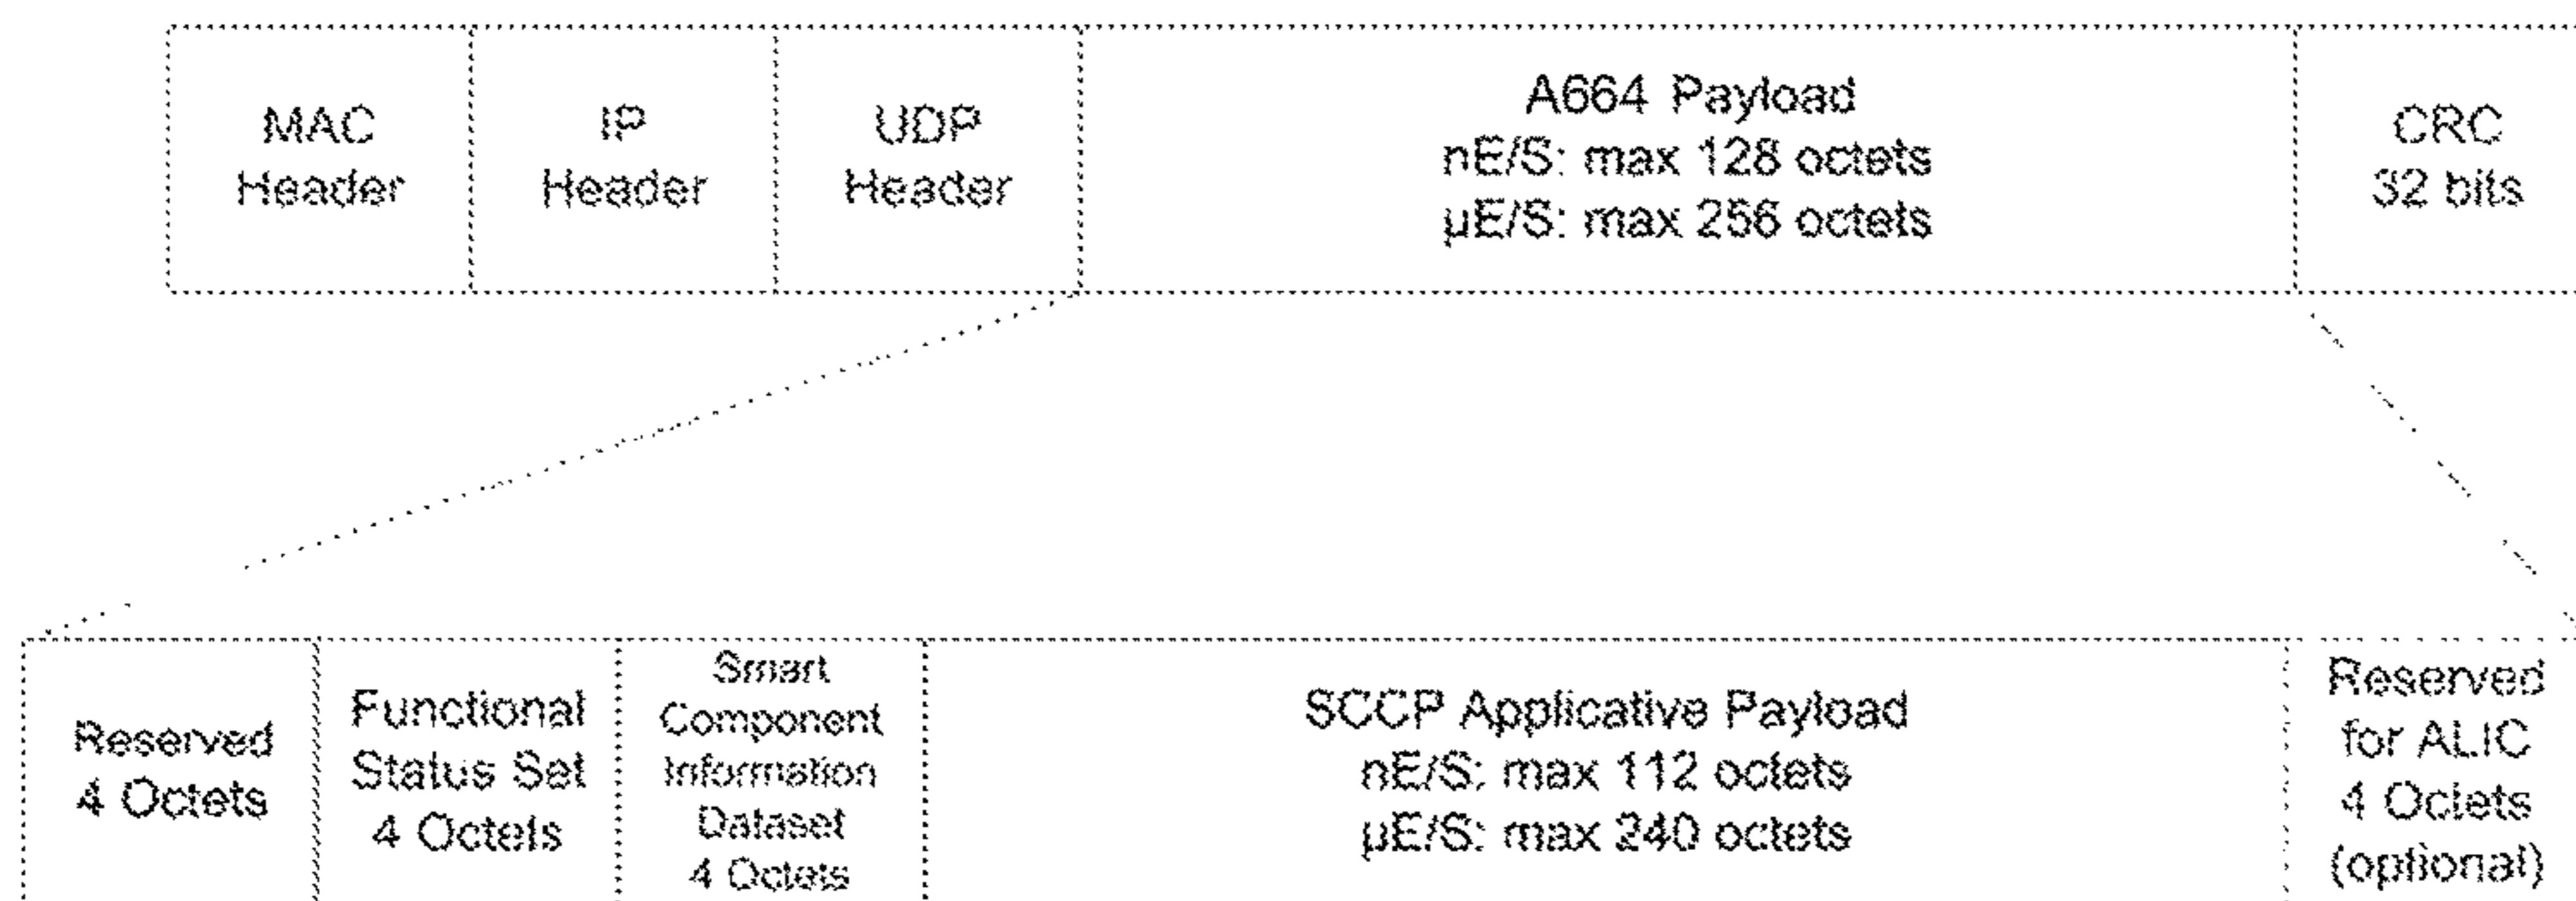 MAC
Header
IP
Header
UDP
Header
A664 Payload
nE/S: max 128 octets
µE/S: max 256 octets
CRC
32 bits
Reserved
4 Octets
Functional
Status Set
4 Octets
Smart
Component
Information
Dataset
4 Octets
SCCP Applicative Payload
nE/S: max 112 octets
µE/S: max 240 octets
Reserved
for ALIC
4 Octets
(optional)